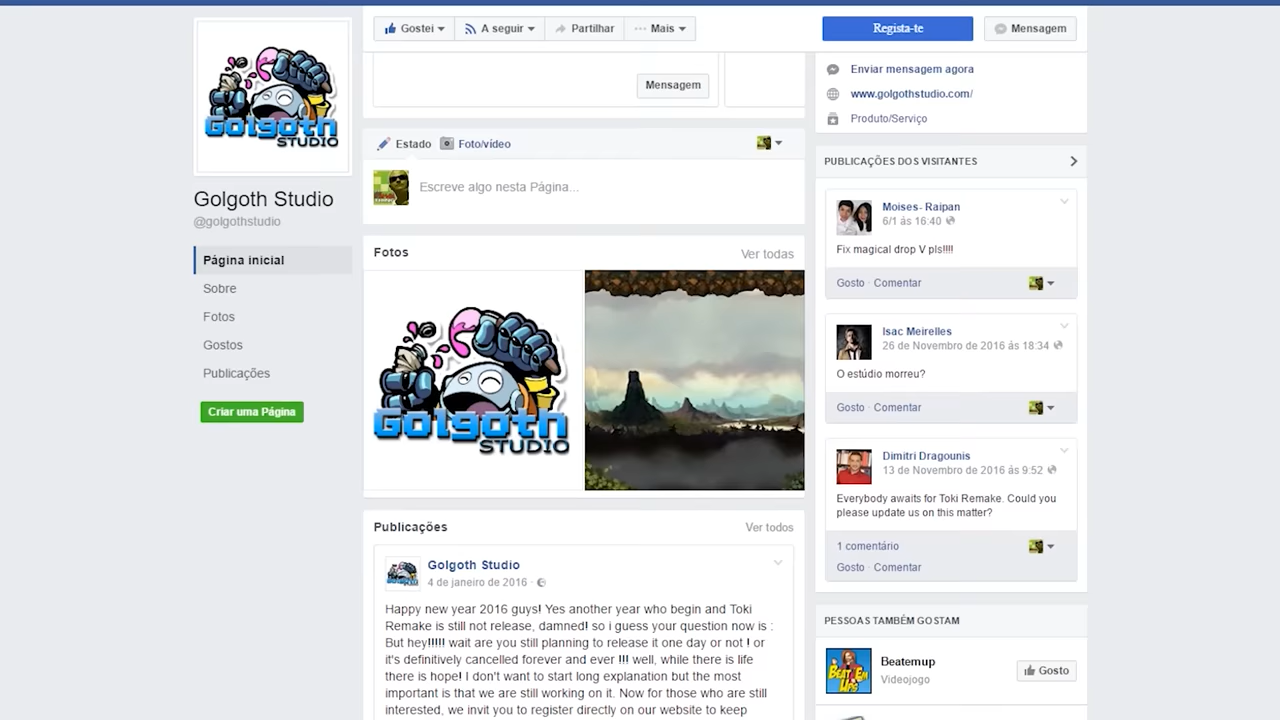 Golgoth
STUDIO
Golgoth Studio
@golgothstudio
Página inicial
Sobre
Fotos
Gostos
Publicações
Criar uma Página
Gostei
A seguir
Partilhar
Mais
Regista-te
Mensagem
Mensagem
Estado
Foto/vídeo
Escreve algo nesta Página...
Fotos
Ver todas
Golgoth
STUDIO
Publicações
Ver todos
Golgoth Studio
4 de janeiro de 2016 ·
Happy new year 2016 guys! Yes another year who begin and Toki
Remake is still not release, damned! so i guess your question now is :
But hey!!!!! wait are you still planning to release it one day or not ! or
it's definitively cancelled forever and ever !!! well, while there is life
there is hope! I don't want to start long explanation but the most
important is that we are still working on it. Now for those who are still
interested, we invit you to register directly on our website to keep
Enviar mensagem agora
www.golgothstudio.com/
Produto/Serviço
PUBLICAÇÕES DOS VISITANTES
Moises- Raipan
6/1 ás 16:40
Fix magical drop V pls!!!!
Gosto · Comentar
Isac Meirelles
26 de Novembro de 2016 ás 18:34
O estúdio morreu?
Gosto · Comentar
Dimitri Dragounis
13 de Novembro de 2016 ás 9:52
Everybody awaits for Toki Remake. Could you
please update us on this matter?
1 comentário
Gosto · Comentar
PESSOAS TAMBÉM GOSTAM
BEAT'EM
UPS
Beatemup
Videojogo
Gosto